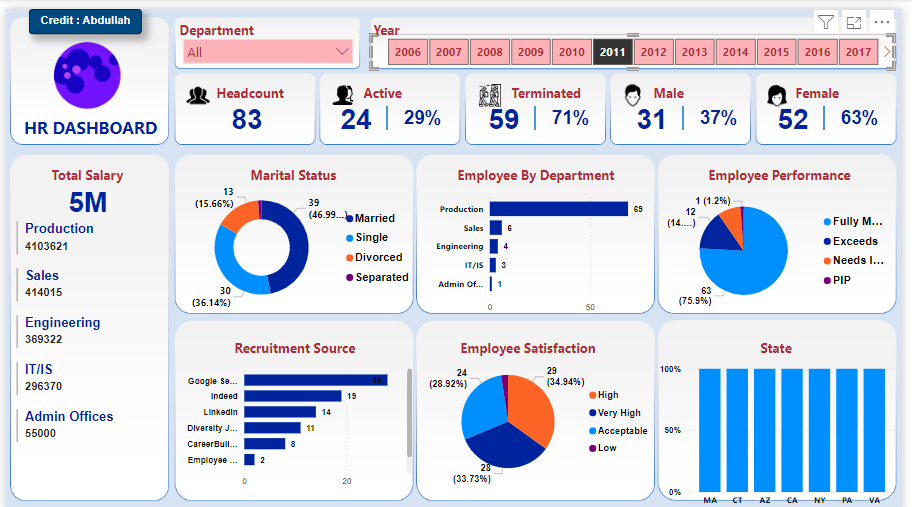 Credit : Abdullah
HR DASHBOARD
Department
All
Year
2006 2007 2008 2009 2010 2011 2012 2013 2014 2015 2016 2017
Headcount
83
Active
24 29%
Terminated
59 71%
Male
31 37%
Female
52 63%
Total Salary
5M
Production
4103621
Sales
414015
Engineering
369322
IT/IS
296370
Admin Offices
55000
Marital Status
13
(15.66%)
39
(46.99...)
30
(36.14%)
Married
Single
Divorced
Separated
Employee By Department
Production 69
Sales 6
Engineering 4
IT/IS 3
Admin Of... 1
0 50
Employee Performance
1 (1.2%)
12
(14....)
63
(75.9%)
Fully M...
Exceeds
Needs I...
PIP
Recruitment Source
Google Se... 28
Indeed 19
LinkedIn 14
Diversity J... 11
CareerBuil... 8
Employee ... 2
0 20
Employee Satisfaction
24
(28.92%)
29
(34.94%)
28
(33.73%)
High
Very High
Acceptable
Low
State
100%
50%
0%
MA CT AZ CA NY PA VA